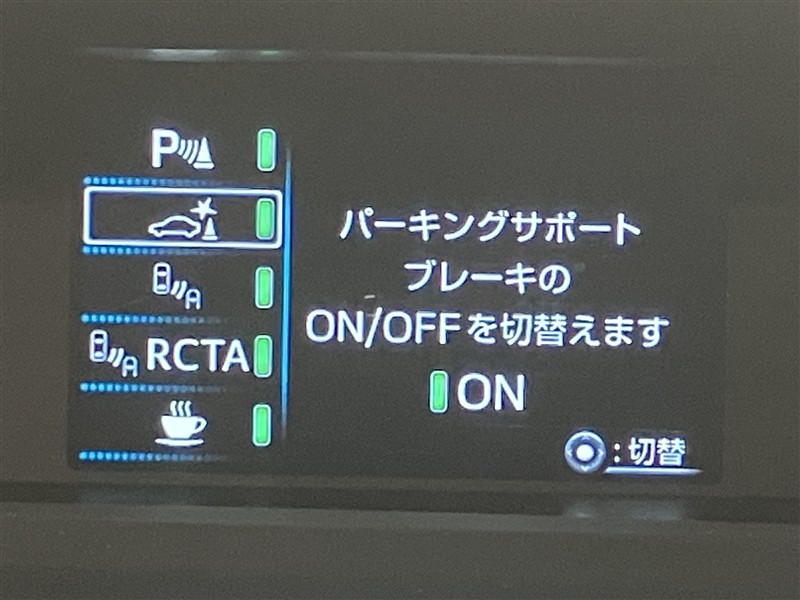 P
RCTA
パーキングサポート
ブレーキの
ON/OFFを切替えます
ON
:切替